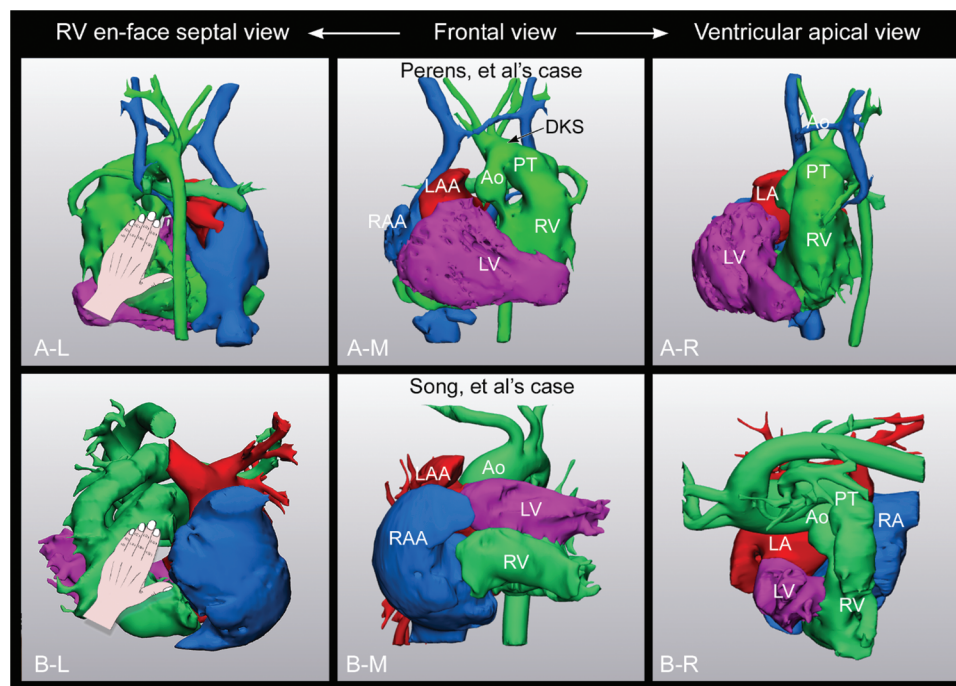 RV en-face septal view
Frontal view
Ventricular apical view
Perens, et al's case
DKS
PT
Ao
LAA
RAA
RV
LV
A-L
A-M
Ao
PT
LA
RV
LV
A-R
Song, et al's case
B-L
Ao
LAA
LV
RAA
RV
B-M
PT
Ao
RA
LA
LV
RV
B-R